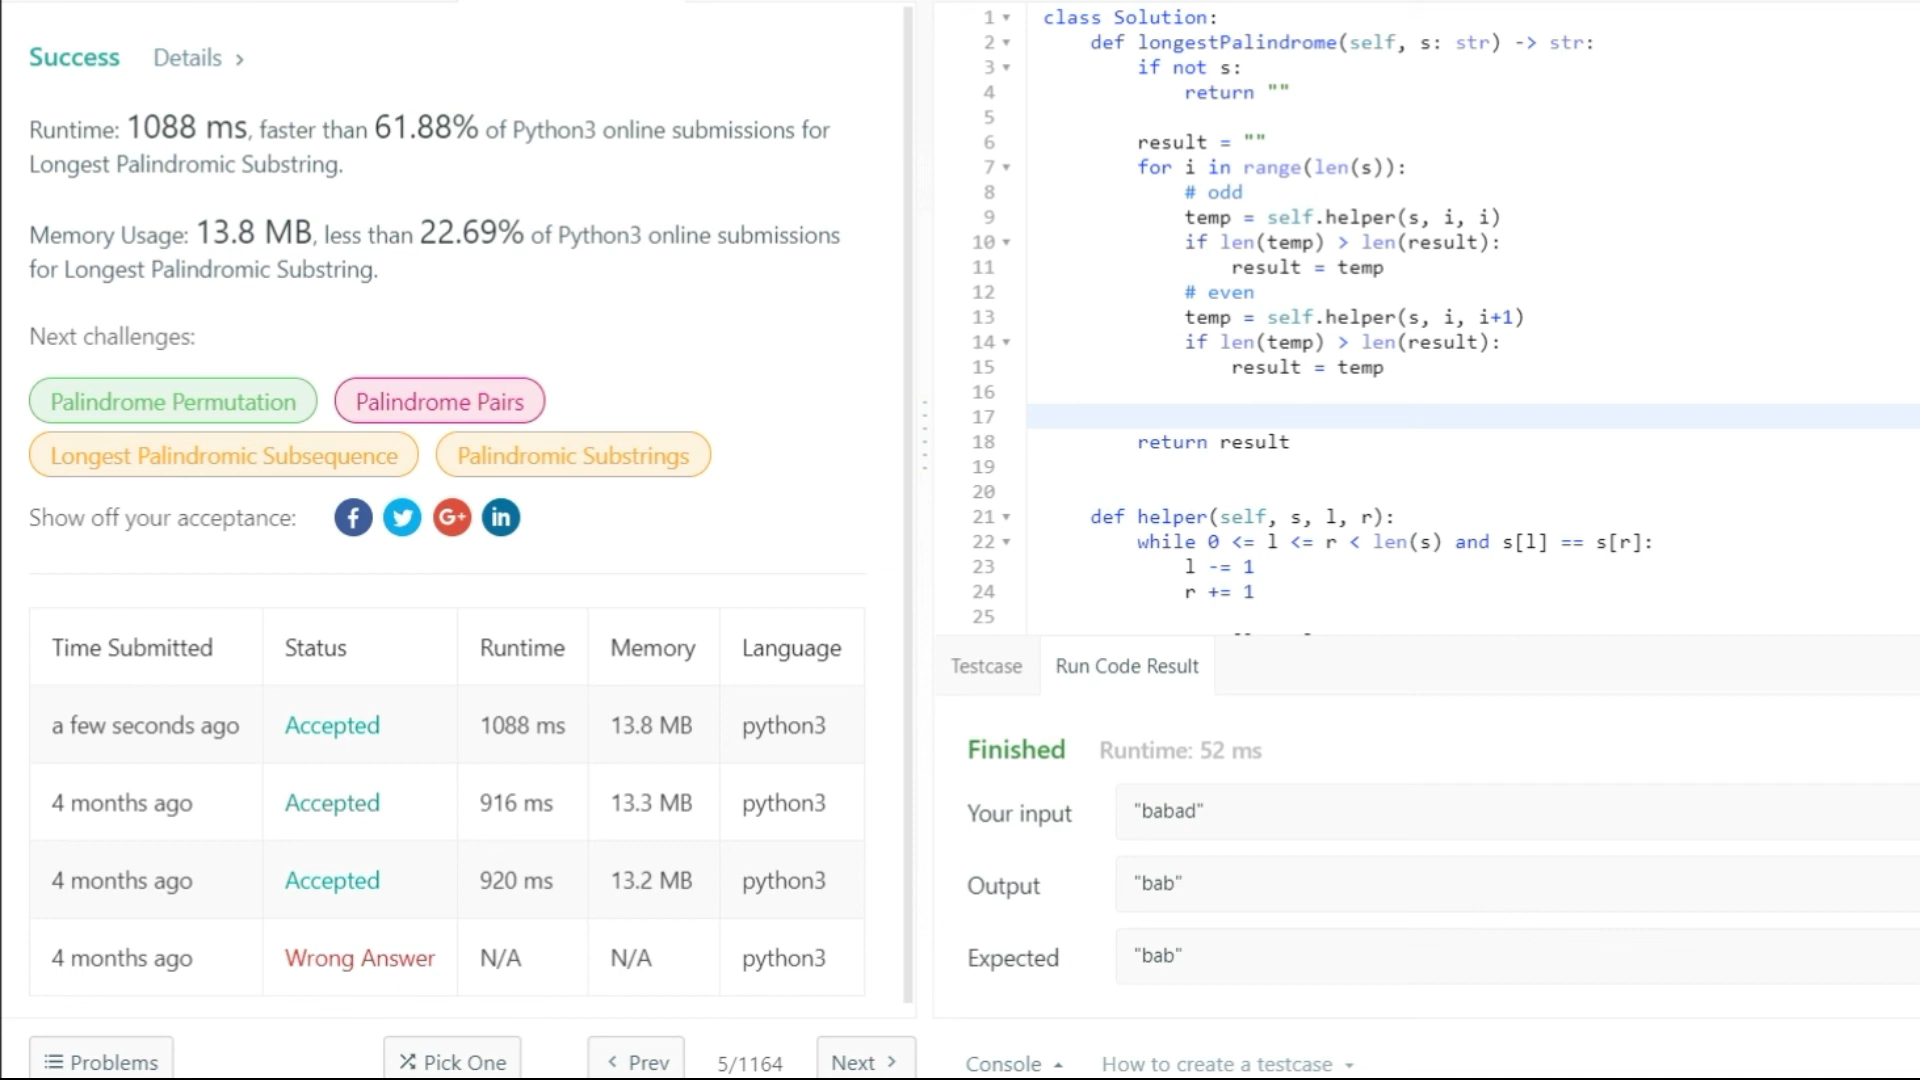 Success Details >
Runtime: 1088 ms, faster than 61.88% of Python3 online submissions for
Longest Palindromic Substring.
Memory Usage: 13.8 MB, less than 22.69% of Python3 online submissions
for Longest Palindromic Substring.
Next challenges:
Palindrome Permutation Palindrome Pairs
Longest Palindromic Subsequence Palindromic Substrings
Show off your acceptance: f G+ in
Time Submitted Status Runtime Memory Language
a few seconds ago Accepted 1088 ms 13.8 MB python3
4 months ago Accepted 916 ms 13.3 MB python3
4 months ago Accepted 920 ms 13.2 MB python3
4 months ago Wrong Answer N/A N/A python3
Problems Pick One < Prev 5/1164 Next >
1 class Solution:
2 def longestPalindrome(self, s: str) -> str:
3 if not s:
4 return ""
5
6 result = ""
7 for i in range(len(s)):
8 # odd
9 temp = self.helper(s, i, i)
10 if len(temp) > len(result):
11 result = temp
12 # even
13 temp = self.helper(s, i, i+1)
14 if len(temp) > len(result):
15 result = temp
16
17
18 return result
19
20
21 def helper(self, s, l, r):
22 while 0 <= l <= r < len(s) and s[l] == s[r]:
23 l -= 1
24 r += 1
25
Testcase Run Code Result
Finished Runtime: 52 ms
Your input "babad"
Output "bab"
Expected "bab"
Console How to create a testcase